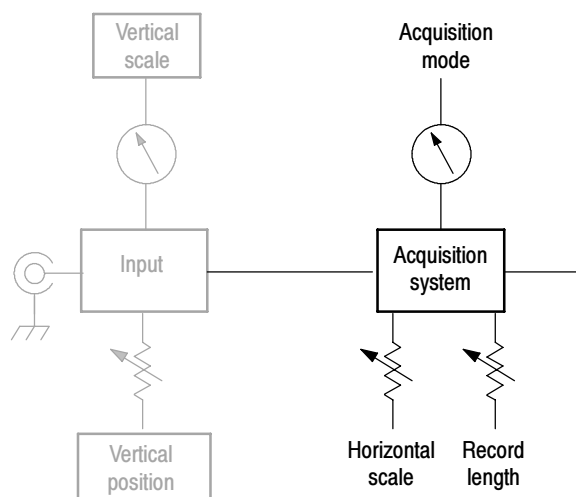 Vertical
scale
Acquisition
mode
Input
Acquisition
system
Vertical
position
Horizontal
scale
Record
length